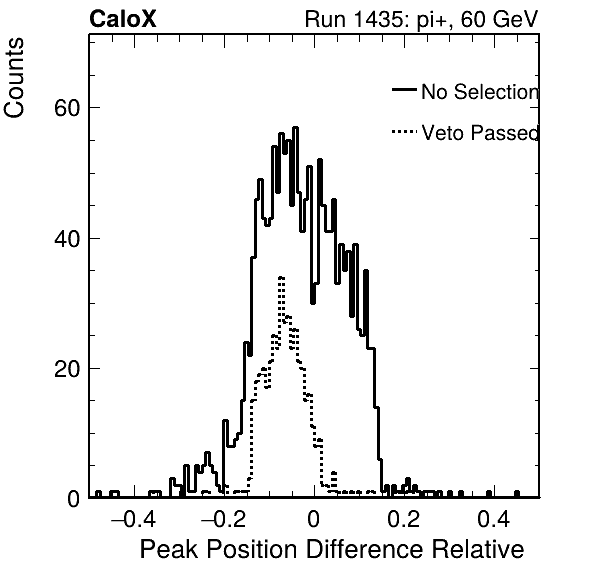 CaloX
Run 1435: pi+, 60 GeV
Counts
No Selection
Veto Passed
60
40
20
0
−0.4
−0.2
0
0.2
0.4
Peak Position Difference Relative